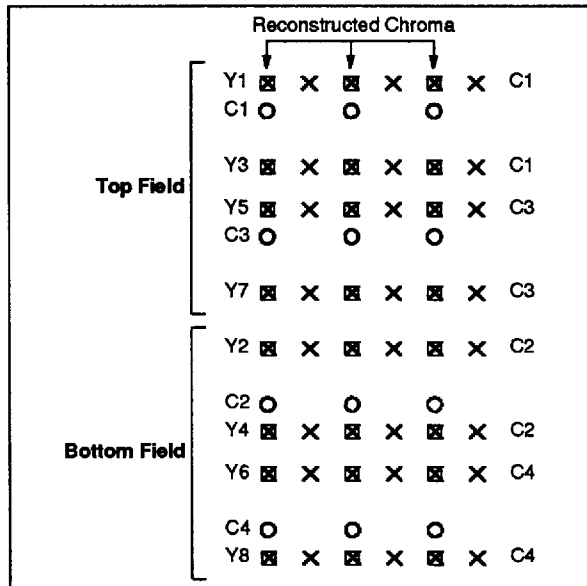 Reconstructed Chroma
Y1 C1
C1
Y3 C1
Top Field
Y5 C3
C3
Y7 C3
Y2 C2
C2
Y4 C2
Bottom Field
Y6 C4
C4
Y8 C4